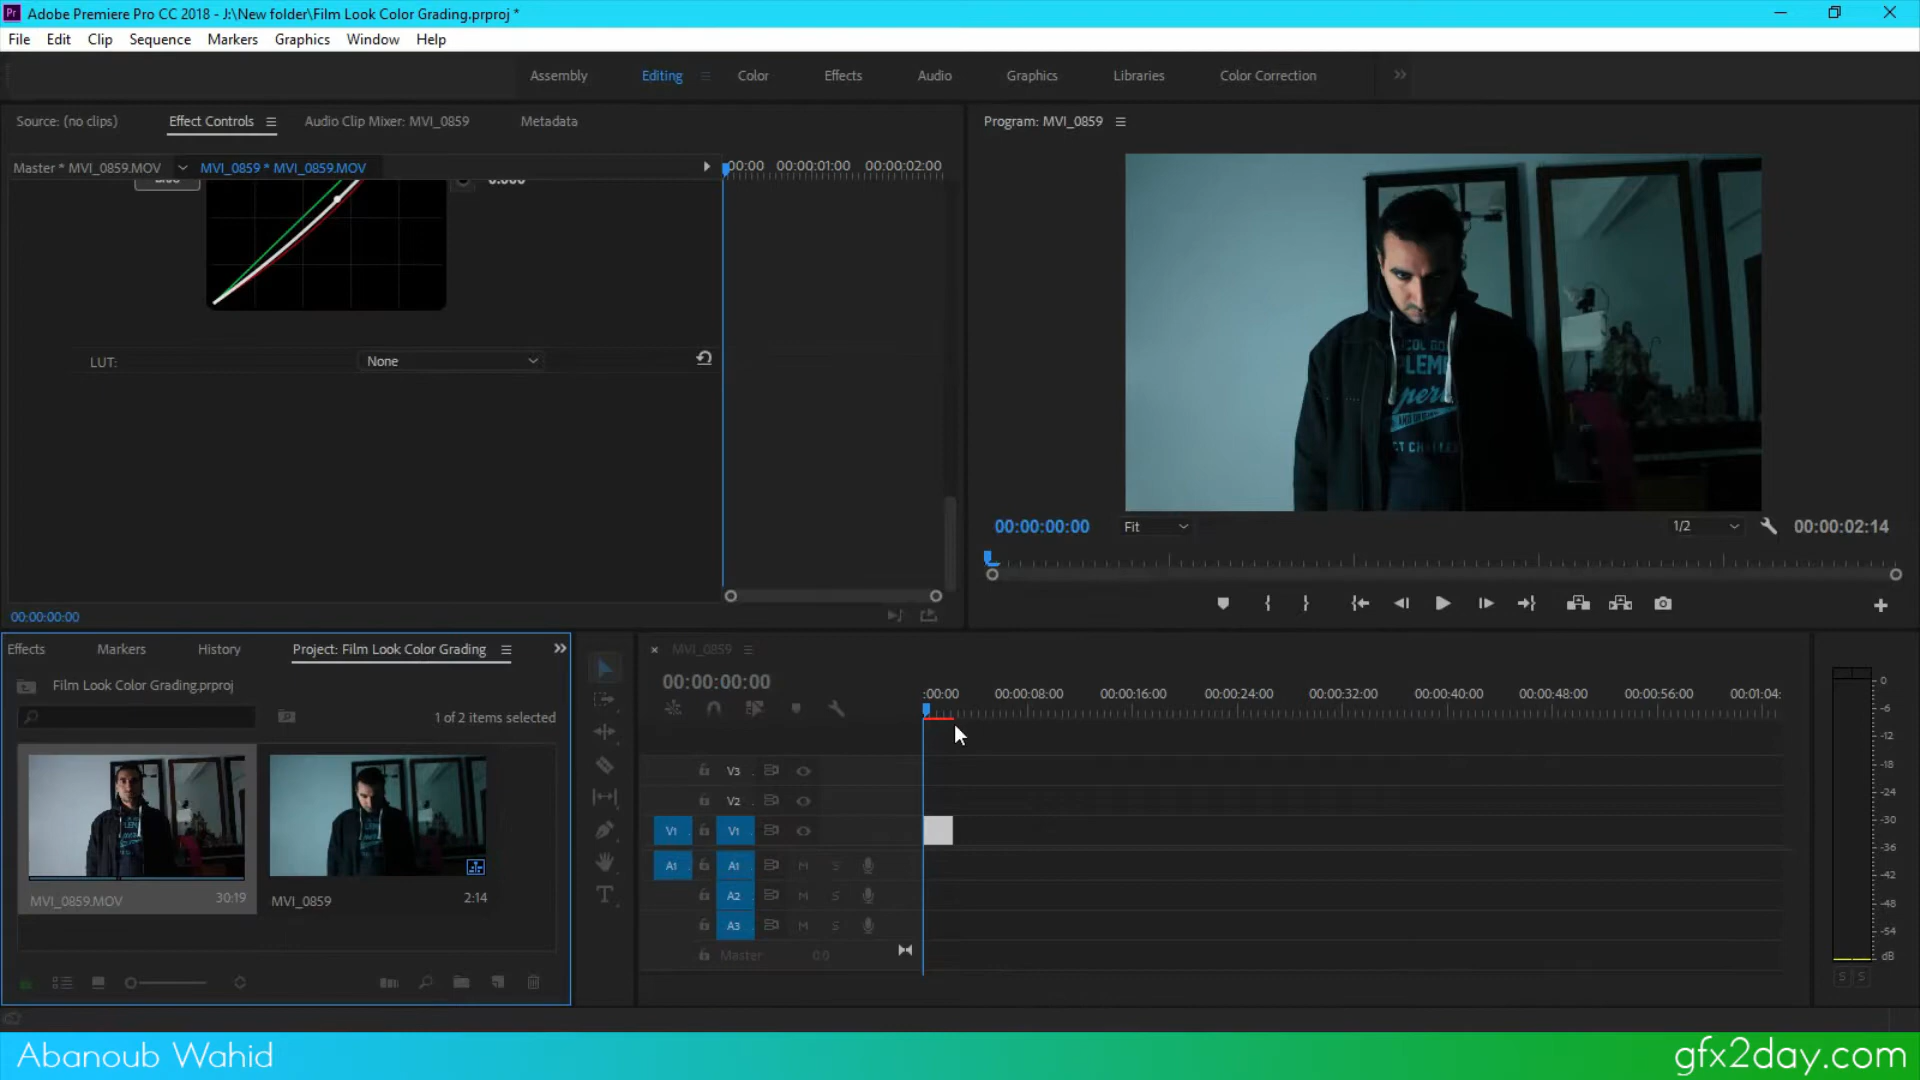 Adobe Premiere Pro CC 2018 - J:\New folder\Film Look Color Grading.prproj *
File Edit Clip Sequence Markers Graphics Window Help
Assembly Editing Color Effects Audio Graphics Libraries Color Correction
Source: (no clips) Effect Controls Audio Clip Mixer: MVI_0859 Metadata
Program: MVI_0859
Master * MVI_0859.MOV MVI_0859 * MVI_0859.MOV
:00:00 00:00:01:00 00:00:02:00
LUT: None
00:00:00:00
00:00:00:00 Fit 1/2 00:00:02:14
Effects Markers History Project: Film Look Color Grading
Film Look Color Grading.prproj
1 of 2 items selected
MVI_0859.MOV 30:19
MVI_0859 2:14
MVI_0859
00:00:00:00
:00:00 00:00:08:00 00:00:16:00 00:00:24:00 00:00:32:00 00:00:40:00 00:00:48:00 00:00:56:00 00:01:04:
V3
V2
V1 V1
A1 A1 M S
A2 M S
A3 M S
Master 0.0
0
-6
-12
-18
-24
-30
-36
-42
-48
-54
dB
S S
Abanoub Wahid
gfx2day.com